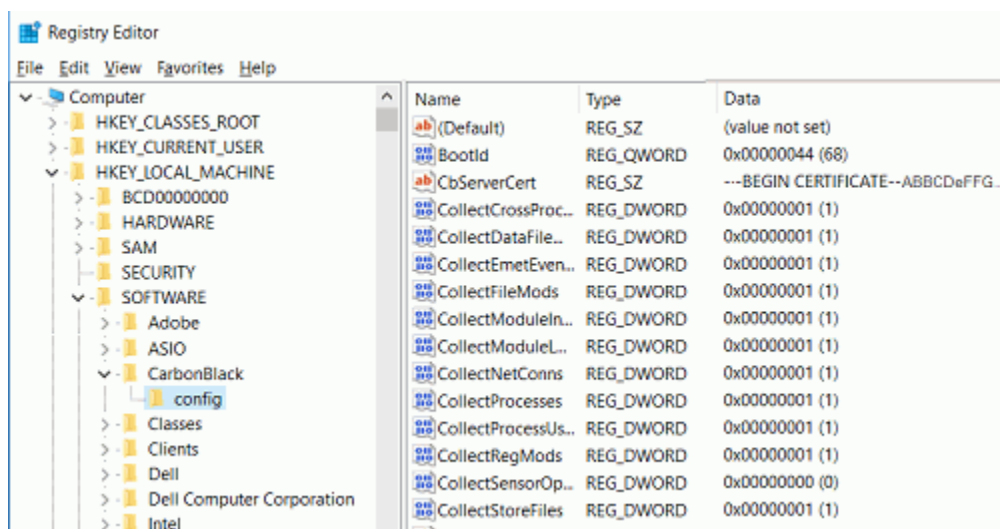 Registry Editor
File Edit View Favorites Help
Computer
HKEY_CLASSES_ROOT
HKEY_CURRENT_USER
HKEY_LOCAL_MACHINE
BCD00000000
HARDWARE
SAM
SECURITY
SOFTWARE
Adobe
ASIO
CarbonBlack
config
Classes
Clients
Dell
Dell Computer Corporation
Intel
Name Type Data
ab (Default) REG_SZ (value not set)
BootId REG_QWORD 0x00000044 (68)
ab CbServerCert REG_SZ ---BEGIN CERTIFICATE--ABBCDeFFG...
CollectCrossProc... REG_DWORD 0x00000001 (1)
CollectDataFile... REG_DWORD 0x00000001 (1)
CollectEmetEven... REG_DWORD 0x00000001 (1)
CollectFileMods REG_DWORD 0x00000001 (1)
CollectModuleIn... REG_DWORD 0x00000001 (1)
CollectModuleL... REG_DWORD 0x00000001 (1)
CollectNetConns REG_DWORD 0x00000001 (1)
CollectProcesses REG_DWORD 0x00000001 (1)
CollectProcessUs... REG_DWORD 0x00000001 (1)
CollectRegMods REG_DWORD 0x00000001 (1)
CollectSensorOp... REG_DWORD 0x00000000 (0)
CollectStoreFiles REG_DWORD 0x00000001 (1)